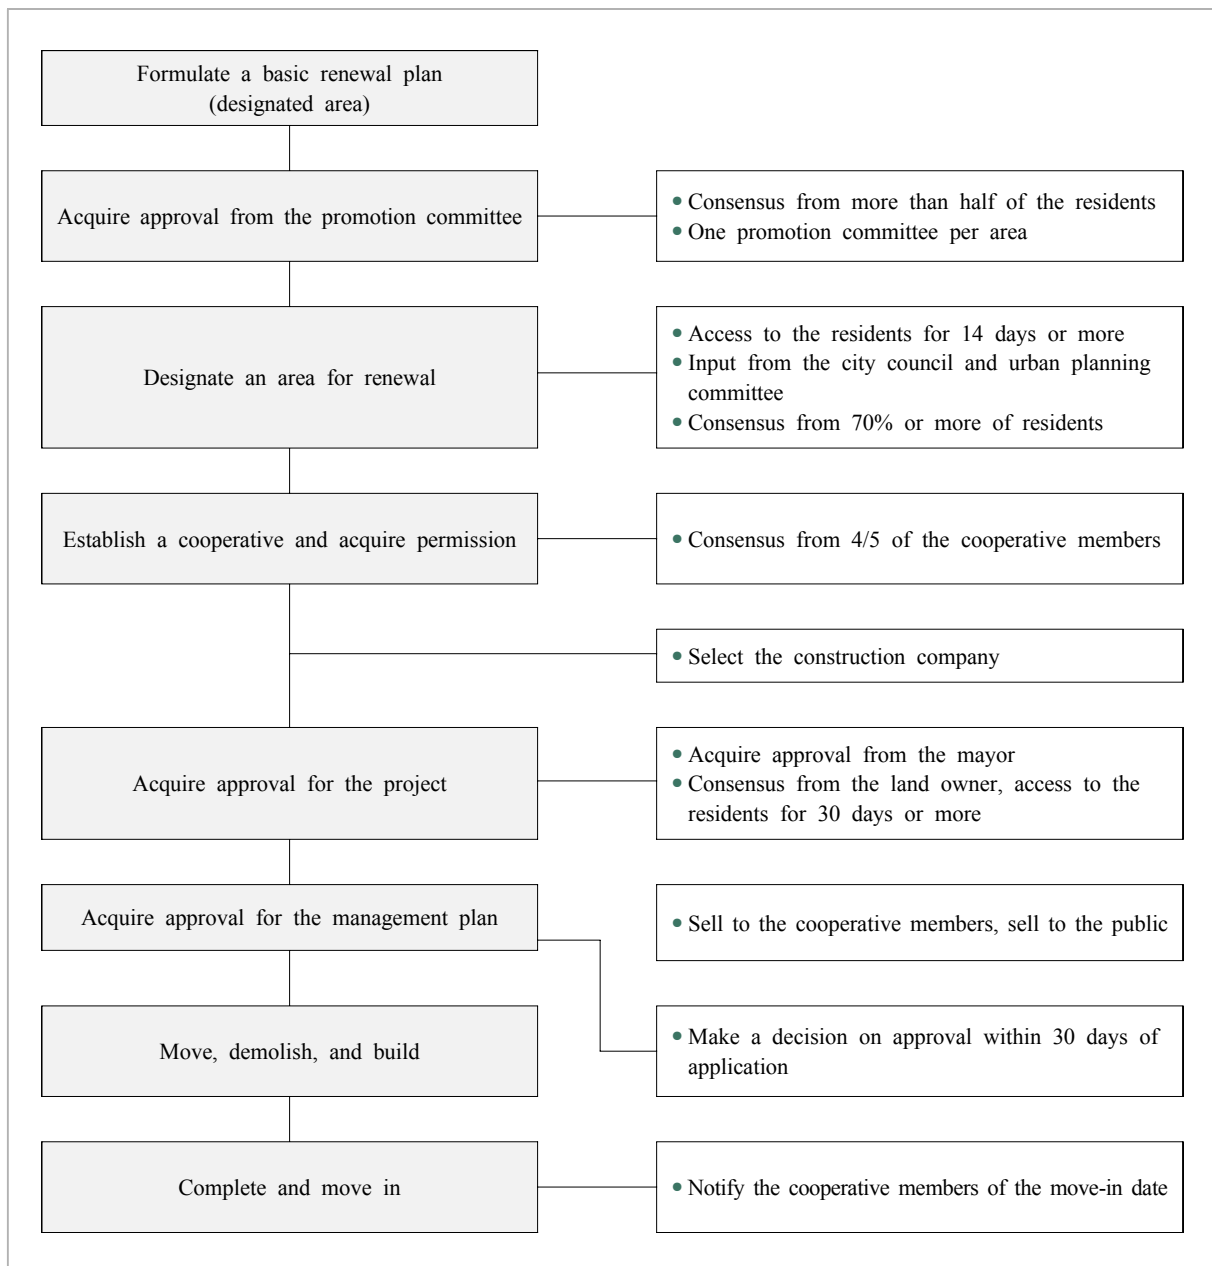 Formulate a basic renewal plan
(designated area)
Acquire approval from the promotion committee
• Consensus from more than half of the residents
• One promotion committee per area
Designate an area for renewal
• Access to the residents for 14 days or more
• Input from the city council and urban planning
committee
• Consensus from 70% or more of residents
Establish a cooperative and acquire permission
• Consensus from 4/5 of the cooperative members
• Select the construction company
Acquire approval for the project
• Acquire approval from the mayor
• Consensus from the land owner, access to the
residents for 30 days or more
Acquire approval for the management plan
• Sell to the cooperative members, sell to the public
Move, demolish, and build
• Make a decision on approval within 30 days of
application
Complete and move in
• Notify the cooperative members of the move-in date